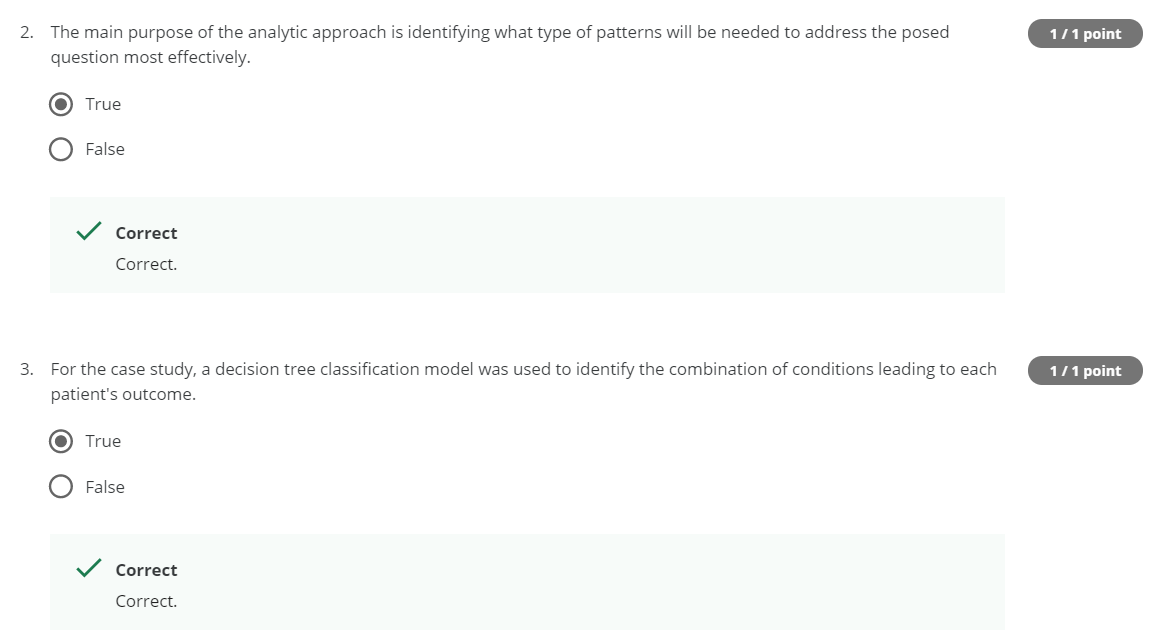 2. The main purpose of the analytic approach is identifying what type of patterns will be needed to address the posed
question most effectively.
1 / 1 point
True
False
Correct
Correct.
3. For the case study, a decision tree classification model was used to identify the combination of conditions leading to each
patient's outcome.
1 / 1 point
True
False
Correct
Correct.